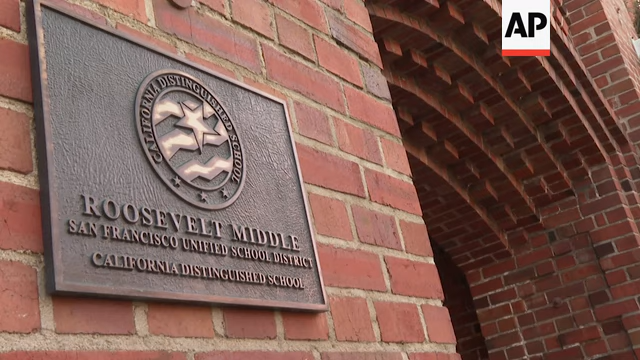 AP
CALIFORNIA DISTINGUISHED SCHOOL
ROOSEVELT MIDDLE
SAN FRANCISCO UNIFIED SCHOOL DISTRICT
CALIFORNIA DISTINGUISHED SCHOOL